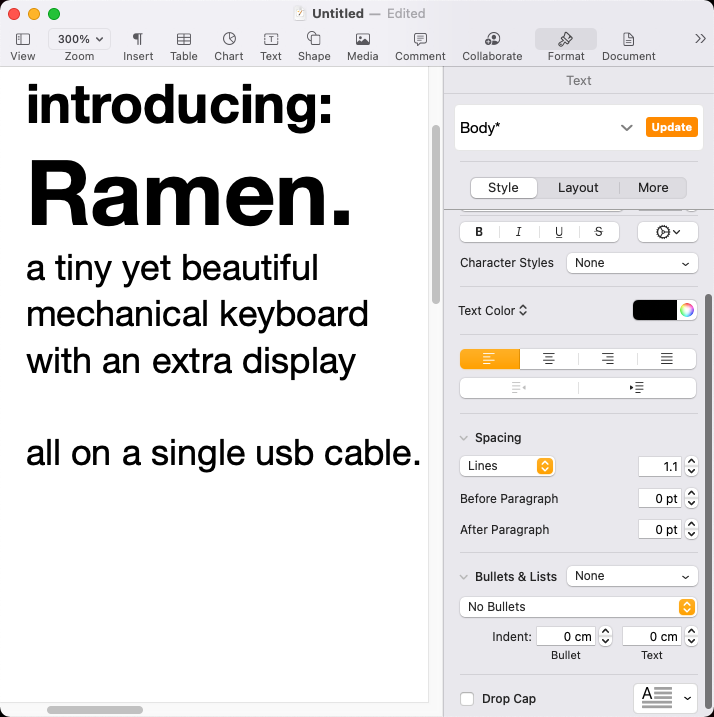 Untitled — Edited
View
300%
Zoom
Insert
Table
Chart
Text
Shape
Media
Comment
Collaborate
Format
Document
introducing:
Ramen.
a tiny yet beautiful
mechanical keyboard
with an extra display
all on a single usb cable.
Text
Body*
Update
Style
Layout
More
B I U S
Character Styles
None
Text Color
Spacing
Lines
1.1
Before Paragraph
0 pt
After Paragraph
0 pt
Bullets & Lists
None
No Bullets
Indent:
0 cm
0 cm
Bullet
Text
Drop Cap
A